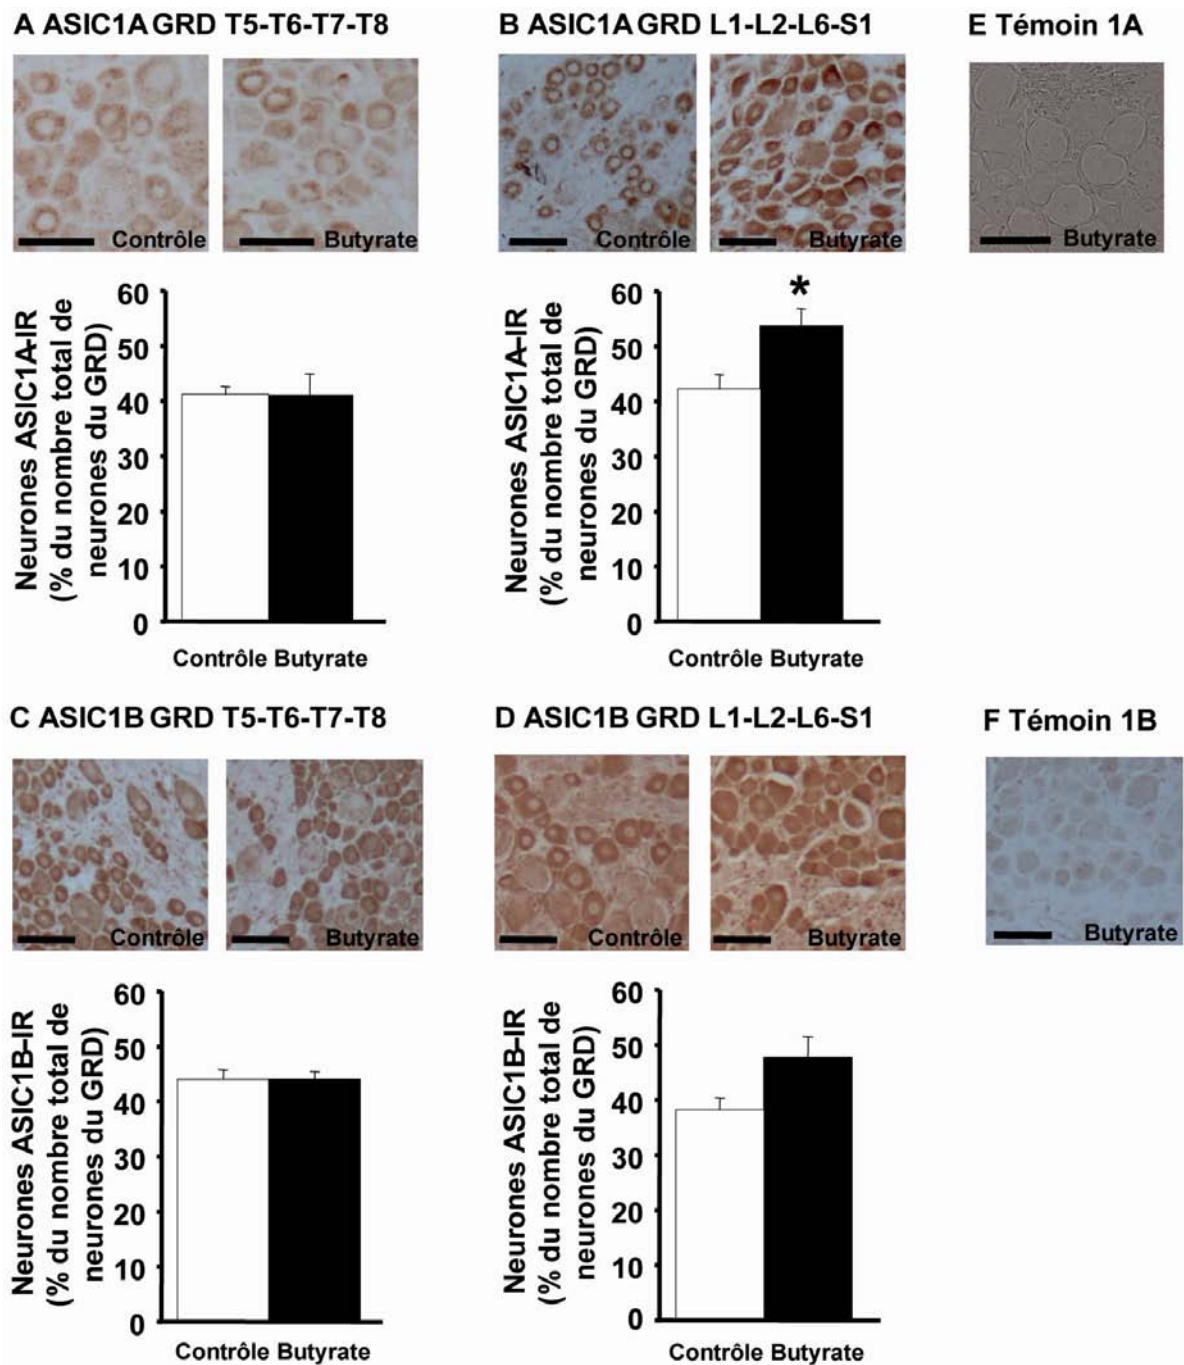 A ASIC1A GRD T5-T6-T7-T8
Contrôle
Butyrate
Neurones ASIC1A-IR
(% du nombre total de
neurones du GRD)
60
50
40
30
20
10
0
Contrôle Butyrate
B ASIC1A GRD L1-L2-L6-S1
Contrôle
Butyrate
Neurones ASIC1A-IR
(% du nombre total de
neurones du GRD)
60
50
40
30
20
10
0
*
Contrôle Butyrate
E Témoin 1A
Butyrate
C ASIC1B GRD T5-T6-T7-T8
Contrôle
Butyrate
Neurones ASIC1B-IR
(% du nombre total de
neurones du GRD)
60
50
40
30
20
10
0
Contrôle Butyrate
D ASIC1B GRD L1-L2-L6-S1
Contrôle
Butyrate
Neurones ASIC1B-IR
(% du nombre total de
neurones du GRD)
60
50
40
30
20
10
0
Contrôle Butyrate
F Témoin 1B
Butyrate